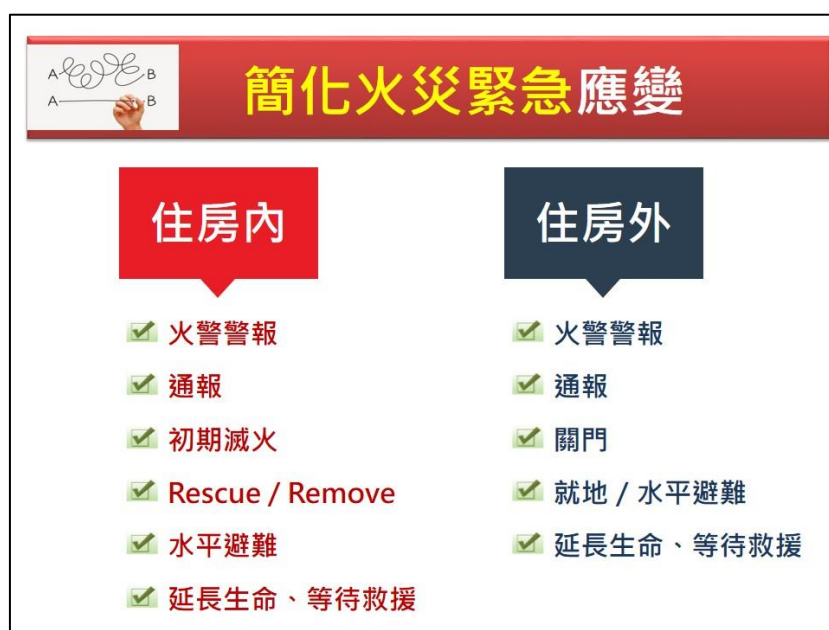 A B
A B
簡化火災緊急應變
住房內
火警警報
通報
初期滅火
Rescue / Remove
水平避難
延長生命、等待救援
住房外
火警警報
通報
關門
就地 / 水平避難
延長生命、等待救援